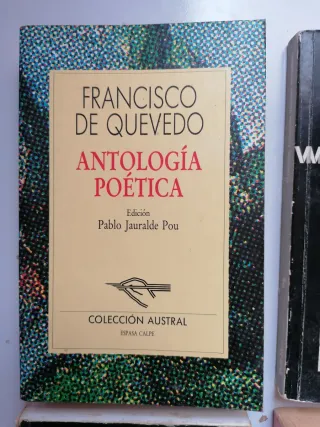 FRANCISCO
DE QUEVEDO
ANTOLOGÍA
POÉTICA
Edición
Pablo Jauralde Pou
COLECCIÓN AUSTRAL
ESPASA CALPE